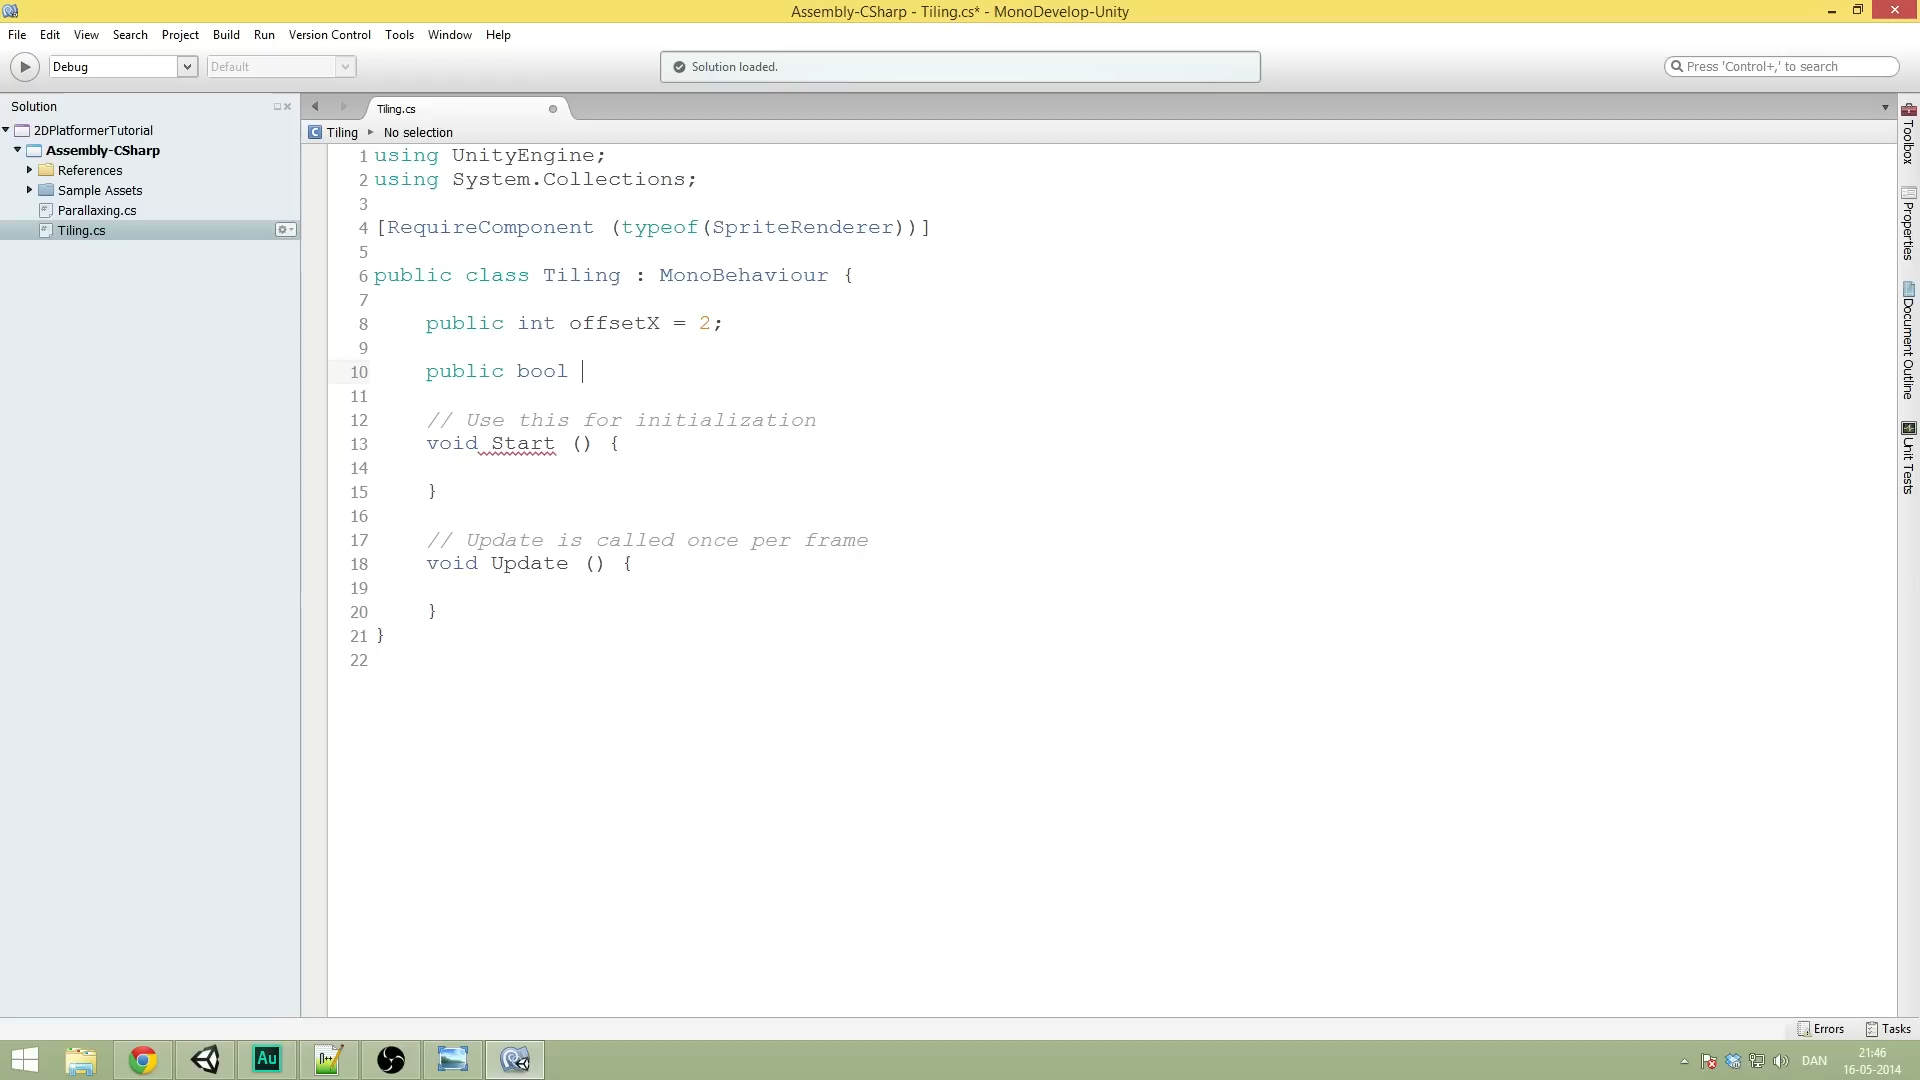 Assembly-CSharp - Tiling.cs* - MonoDevelop-Unity
File Edit View Search Project Build Run Version Control Tools Window Help
Debug Default Solution loaded. Press 'Control+,' to search
Solution
2DPlatformerTutorial
Assembly-CSharp
References
Sample Assets
Parallaxing.cs
Tiling.cs
Tiling.cs
Tiling No selection
1 using UnityEngine;
2 using System.Collections;
3
4 [RequireComponent (typeof(SpriteRenderer))]
5
6 public class Tiling : MonoBehaviour {
7
8 public int offsetX = 2;
9
10 public bool
11
12 // Use this for initialization
13 void Start () {
14
15 }
16
17 // Update is called once per frame
18 void Update () {
19
20 }
21 }
22
Toolbox
Properties
Document Outline
Unit Tests
Errors Tasks
Au
n++
DAN
21:46
16-05-2014